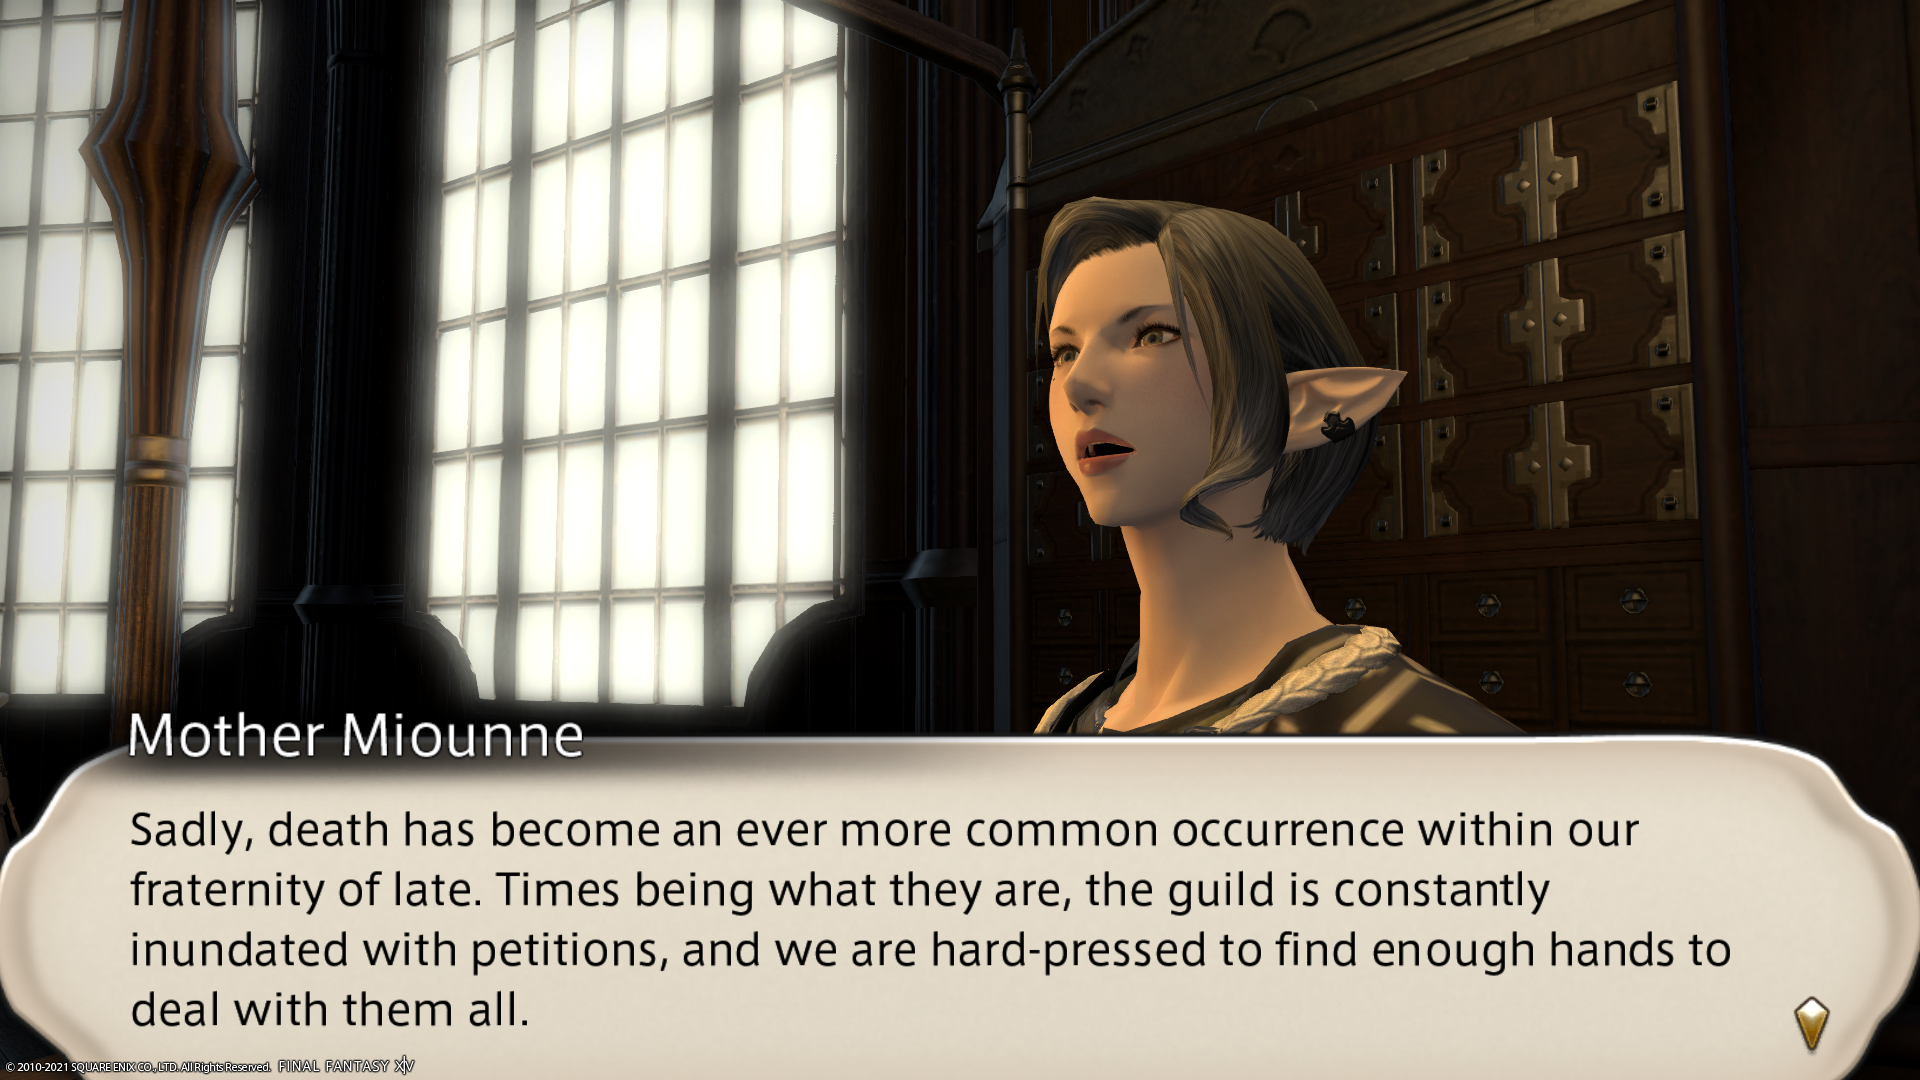 Mother Miounne
Sadly, death has become an ever more common occurrence within our
fraternity of late. Times being what they are, the guild is constantly
inundated with petitions, and we are hard-pressed to find enough hands to
deal with them all.
© 2010-2021 SQUARE ENIX CO., LTD. All Rights Reserved. FINAL FANTASY XIV